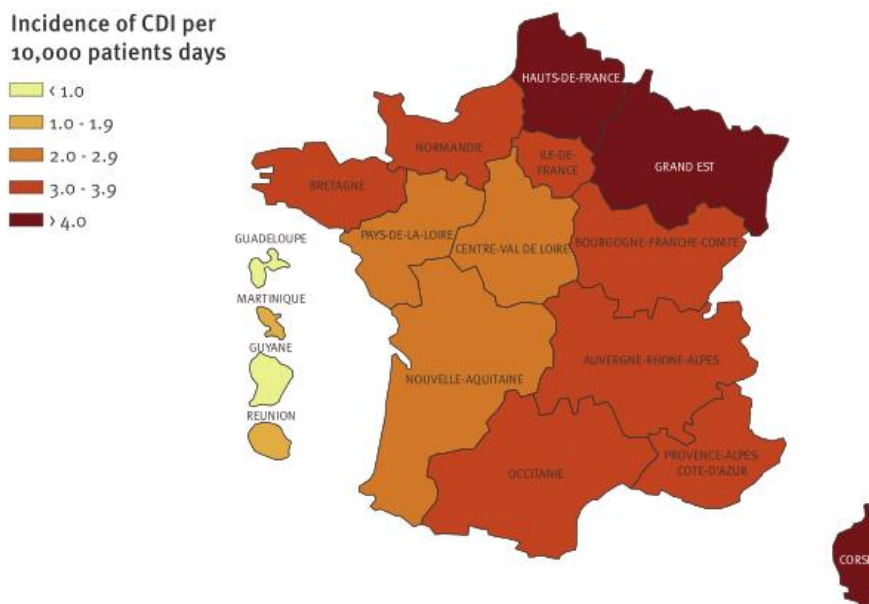 Incidence of CDI per
10,000 patients days
< 1.0
1.0 - 1.9
2.0 - 2.9
3.0 - 3.9
> 4.0
HAUTS-DE-FRANCE
NORMANDIE
ILE-DE-
FRANCE
GRAND EST
BRETAGNE
PAYS-DE-LA-LOIRE
CENTRE-VAL DE LOIRE
BOURGOGNE-FRANCHE-COMTE
GUADELOUPE
MARTINIQUE
GUYANE
REUNION
AUVERGNE-RHONE-ALPES
NOUVELLE-AQUITAINE
OCCITANIE
PROVENCE-ALPES-
COTE-D'AZUR
CORS